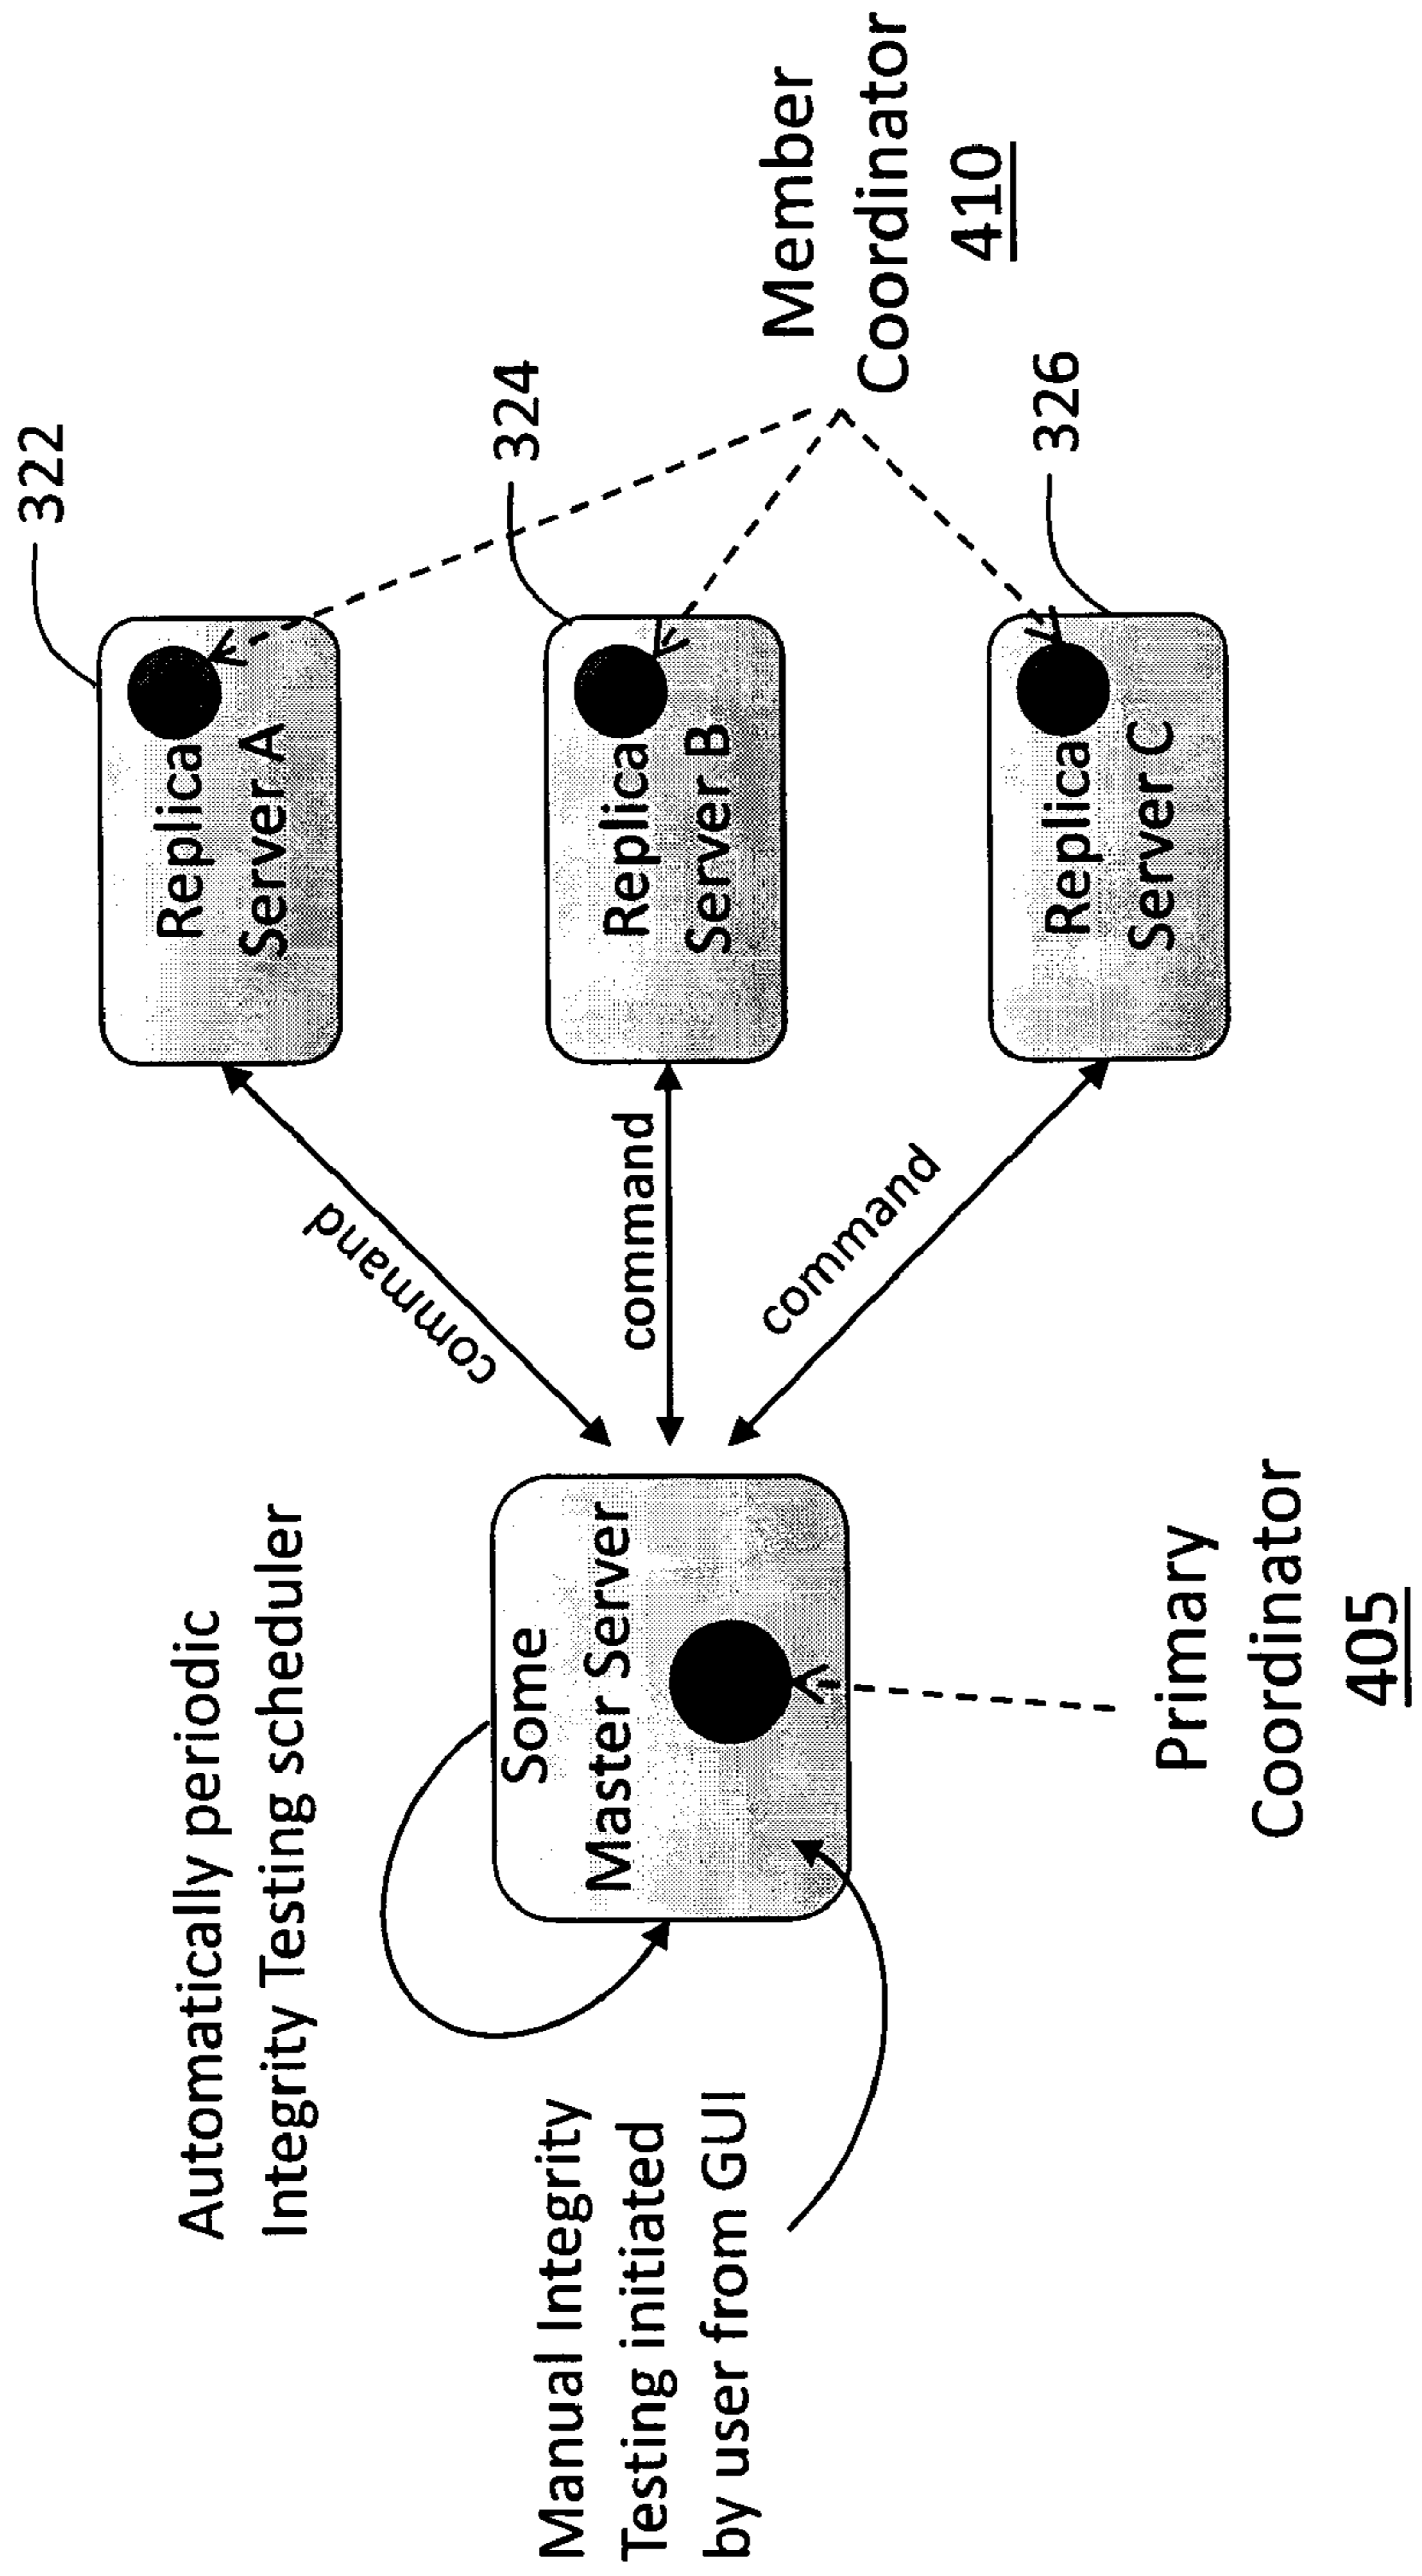 Automatically periodic
Integrity Testing scheduler
Manual Integrity
Testing initiated
by user from GUI
Some
Master Server
Primary
Coordinator
405
command
command
command
322
Replica
Server A
324
Replica
Server B
326
Replica
Server C
Member
Coordinator
410